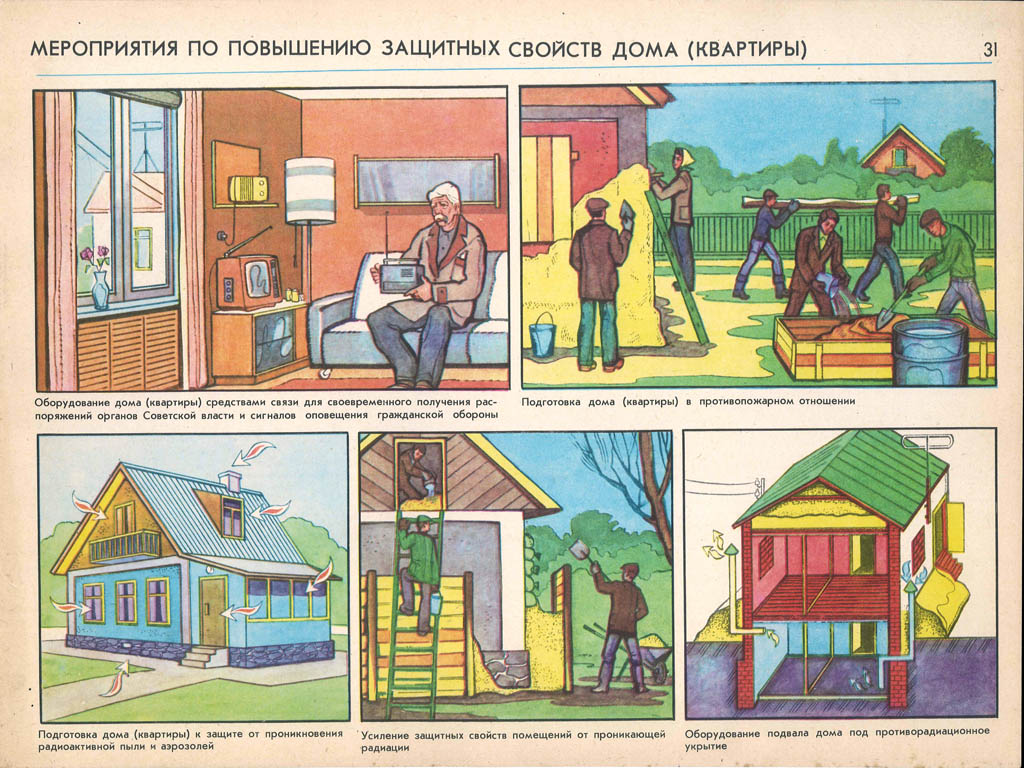 МЕРОПРИЯТИЯ ПО ПОВЫШЕНИЮ ЗАЩИТНЫХ СВОЙСТВ ДОМА (КВАРТИРЫ)
31
Оборудование дома (квартиры) средствами связи для своевременного получения рас-
поряжений органов Советской власти и сигналов оповещения гражданской обороны
Подготовка дома (квартиры) в противопожарном отношении
Подготовка дома (квартиры) к защите от проникновения
радиоактивной пыли и аэрозолей
Усиление защитных свойств помещений от проникающей
радиации
Оборудование подвала дома под противорадиационное
укрытие